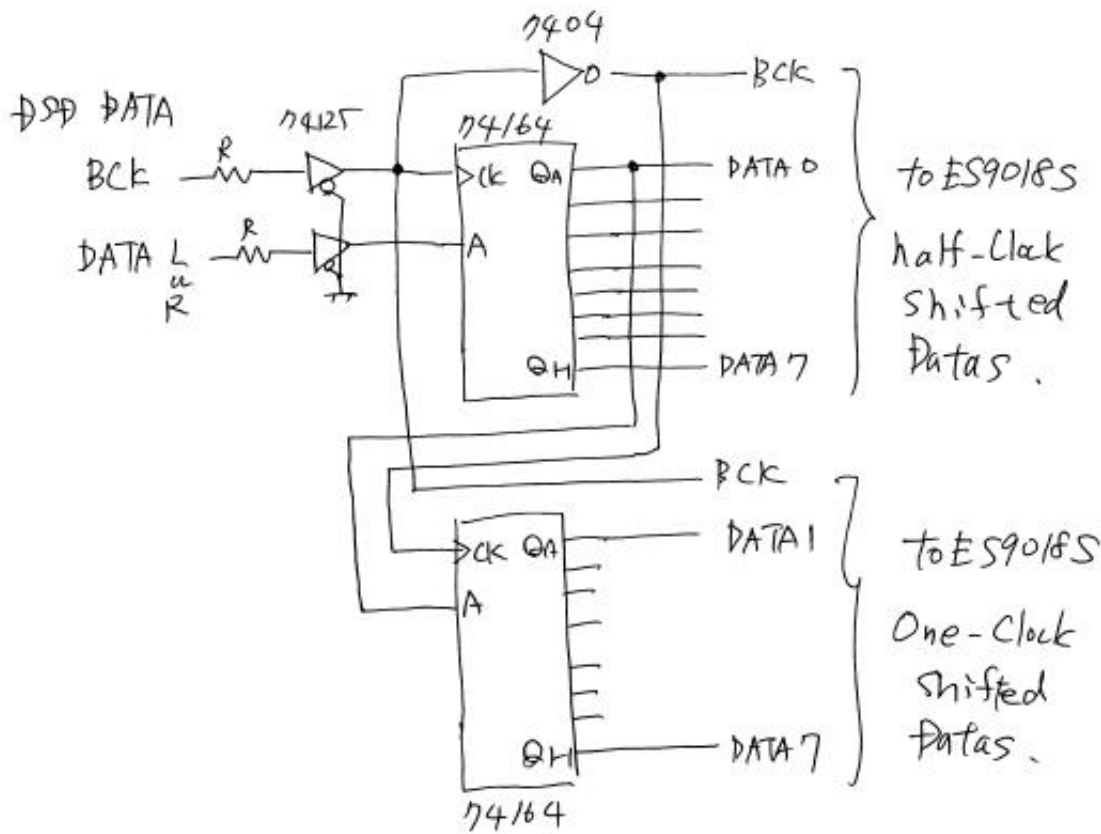 7404
BCK
DSD DATA
74125
74164
R
BCK
CK QA
DATA 0
to ES9018S
R
DATA L
u
R
A
half-Clock
shifted
Datas.
QH
DATA 7
BCK
CK QA
DATA 1
to ES9018S
A
One-Clock
shifted
Datas.
QH
DATA 7
74164